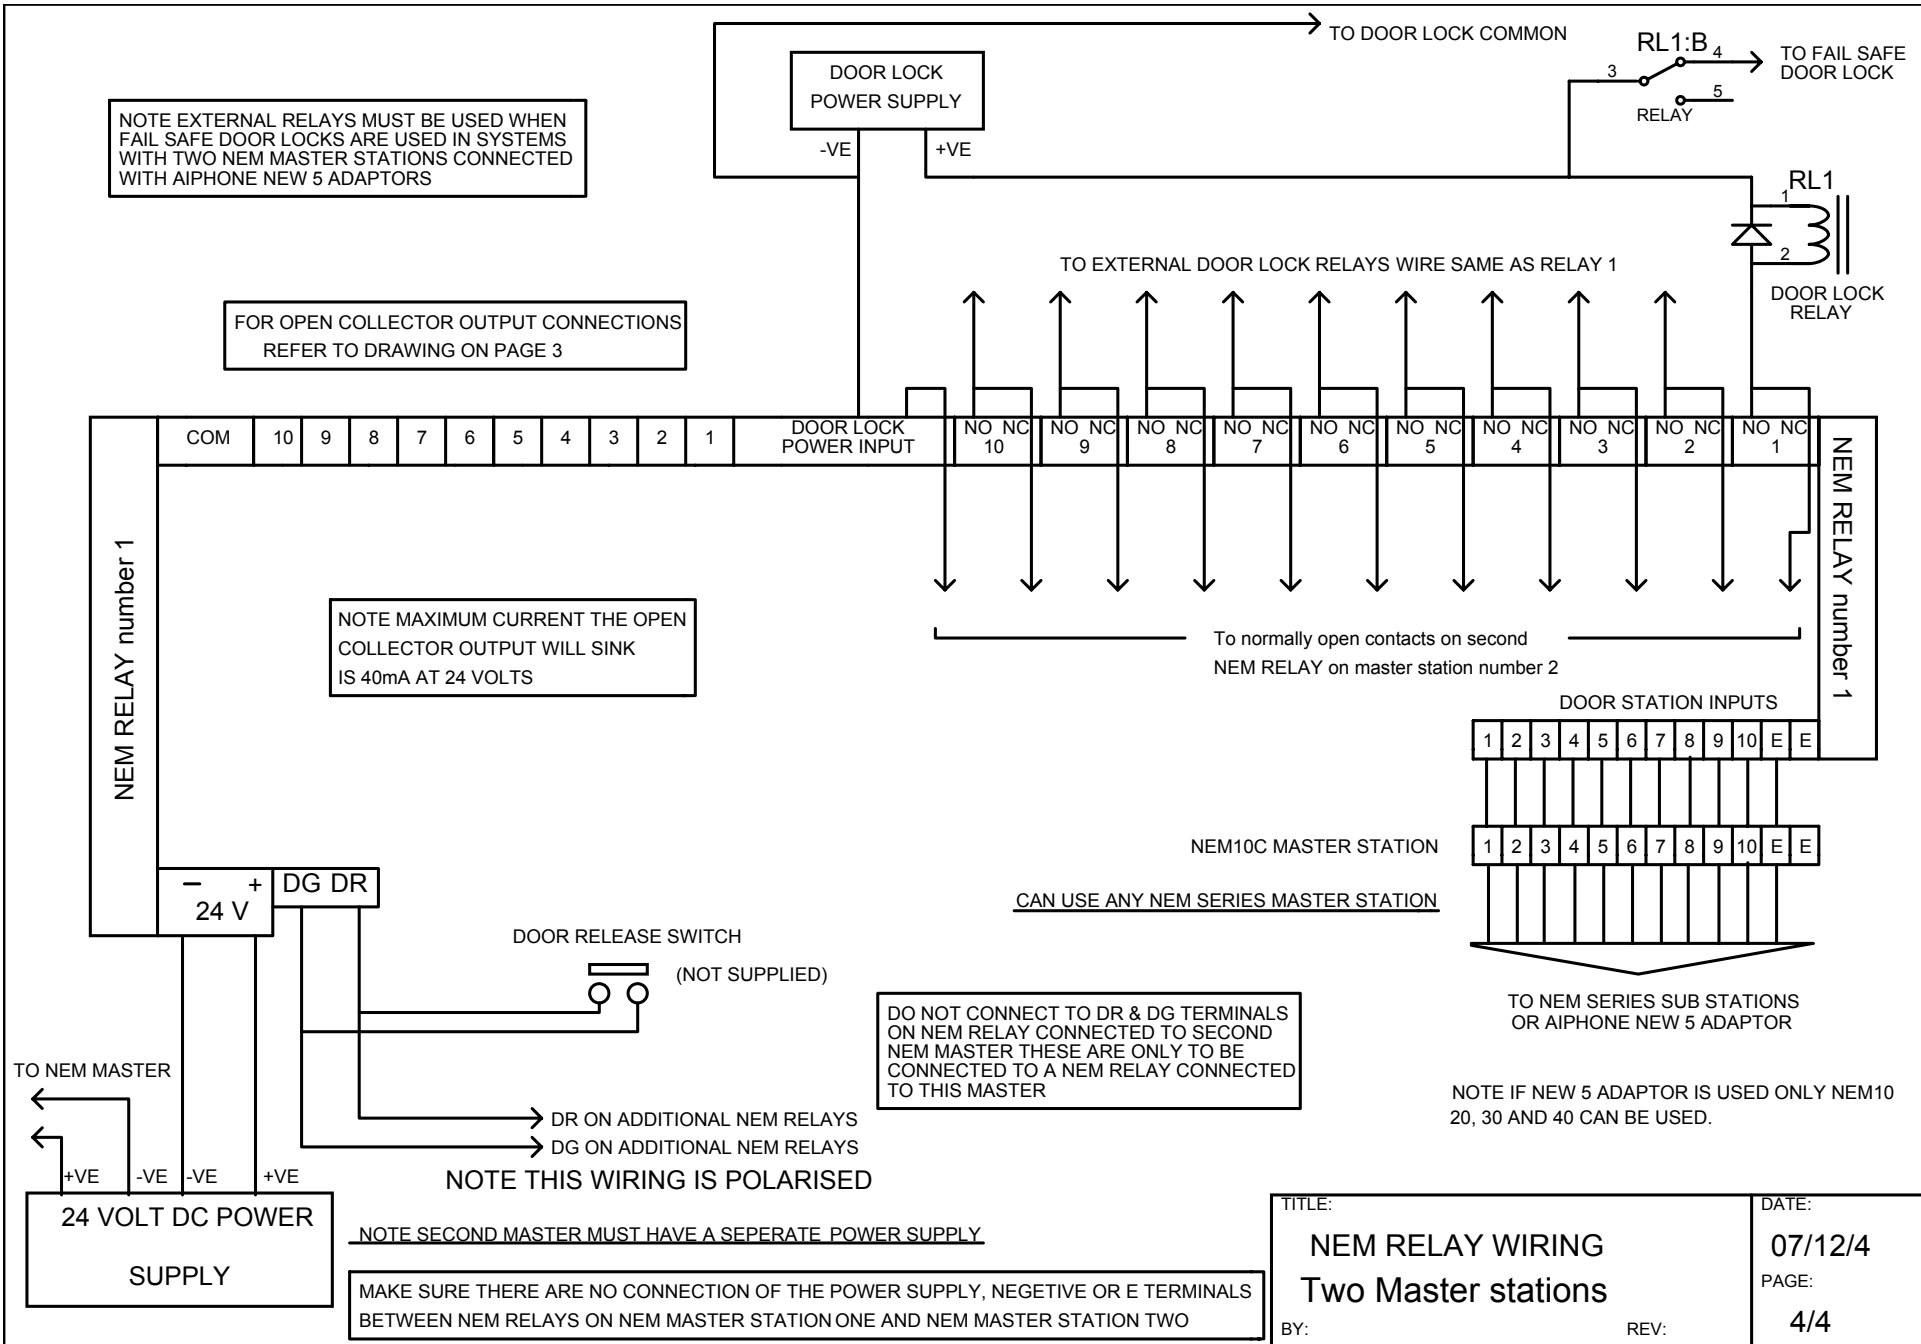 TO DOOR LOCK COMMON
RL1:B
4
3
5
RELAY
TO FAIL SAFE
DOOR LOCK
DOOR LOCK
POWER SUPPLY
-VE
+VE
NOTE EXTERNAL RELAYS MUST BE USED WHEN
FAIL SAFE DOOR LOCKS ARE USED IN SYSTEMS
WITH TWO NEM MASTER STATIONS CONNECTED
WITH AIPHONE NEW 5 ADAPTORS
RL1
1
2
DOOR LOCK
RELAY
TO EXTERNAL DOOR LOCK RELAYS WIRE SAME AS RELAY 1
FOR OPEN COLLECTOR OUTPUT CONNECTIONS
REFER TO DRAWING ON PAGE 3
COM 10 9 8 7 6 5 4 3 2 1
DOOR LOCK
POWER INPUT
NO NC NO NC NO NC NO NC NO NC NO NC NO NC NO NC NO NC NO NC
10 9 8 7 6 5 4 3 2 1
NEM RELAY number 1
NEM RELAY number 1
NOTE MAXIMUM CURRENT THE OPEN
COLLECTOR OUTPUT WILL SINK
IS 40mA AT 24 VOLTS
To normally open contacts on second
NEM RELAY on master station number 2
DOOR STATION INPUTS
1 2 3 4 5 6 7 8 9 10 E E
NEM10C MASTER STATION
1 2 3 4 5 6 7 8 9 10 E E
CAN USE ANY NEM SERIES MASTER STATION
– + DG DR
24 V
DOOR RELEASE SWITCH
(NOT SUPPLIED)
DO NOT CONNECT TO DR & DG TERMINALS
ON NEM RELAY CONNECTED TO SECOND
NEM MASTER THESE ARE ONLY TO BE
CONNECTED TO A NEM RELAY CONNECTED
TO THIS MASTER
TO NEM SERIES SUB STATIONS
OR AIPHONE NEW 5 ADAPTOR
TO NEM MASTER
DR ON ADDITIONAL NEM RELAYS
DG ON ADDITIONAL NEM RELAYS
NOTE THIS WIRING IS POLARISED
NOTE IF NEW 5 ADAPTOR IS USED ONLY NEM10
20, 30 AND 40 CAN BE USED.
+VE -VE -VE +VE
24 VOLT DC POWER
SUPPLY
NOTE SECOND MASTER MUST HAVE A SEPERATE POWER SUPPLY
MAKE SURE THERE ARE NO CONNECTION OF THE POWER SUPPLY, NEGETIVE OR E TERMINALS
BETWEEN NEM RELAYS ON NEM MASTER STATION ONE AND NEM MASTER STATION TWO
TITLE:
NEM RELAY WIRING
Two Master stations
BY:
REV:
DATE:
07/12/4
PAGE:
4/4